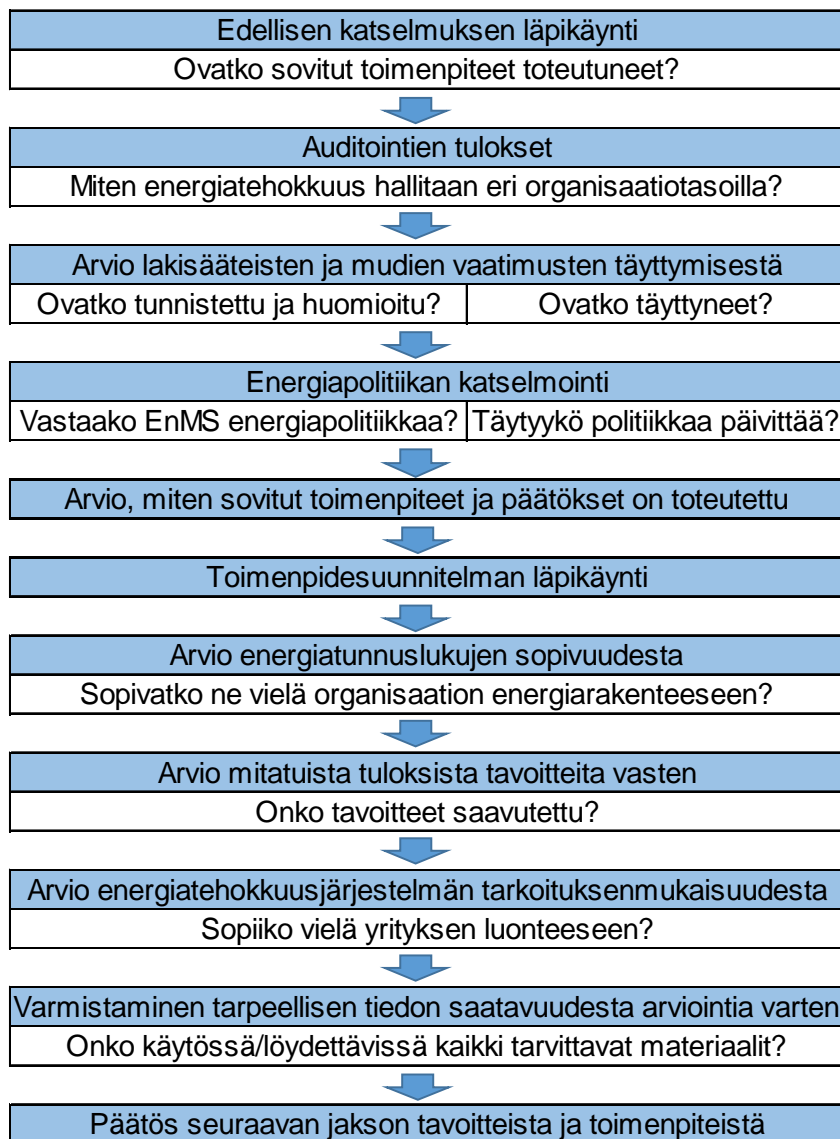 Edellisen katselmuksen läpikäynti
Ovatko sovitut toimenpiteet toteutuneet?
Auditointien tulokset
Miten energiatehokkuus hallitaan eri organisaatiotasoilla?
Arvio lakisääteisten ja mudien vaatimusten täyttymisestä
Ovatko tunnistettu ja huomioitu? Ovatko täyttyneet?
Energiapolitiikan katselmointi
Vastaako EnMS energiapolitiikkaa? Täytyykö politiikkaa päivittää?
Arvio, miten sovitut toimenpiteet ja päätökset on toteutettu
Toimenpidesuunnitelman läpikäynti
Arvio energiatunnuslukujen sopivuudesta
Sopivatko ne vielä organisaation energiarakenteeseen?
Arvio mitatuista tuloksista tavoitteita vasten
Onko tavoitteet saavutettu?
Arvio energiatehokkuusjärjestelmän tarkoituksenmukaisuudesta
Sopiiko vielä yrityksen luonteeseen?
Varmistaminen tarpeellisen tiedon saatavuudesta arviointia varten
Onko käytössä/löydettävissä kaikki tarvittavat materiaalit?
Päätös seuraavan jakson tavoitteista ja toimenpiteistä